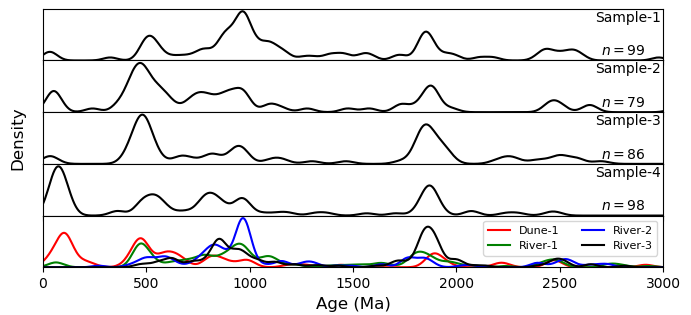 Sample-1
n = 99
Sample-2
n = 79
Sample-3
n = 86
Sample-4
n = 98
Density
Dune-1
River-1
River-2
River-3
0 500 1000 1500 2000 2500 3000
Age (Ma)